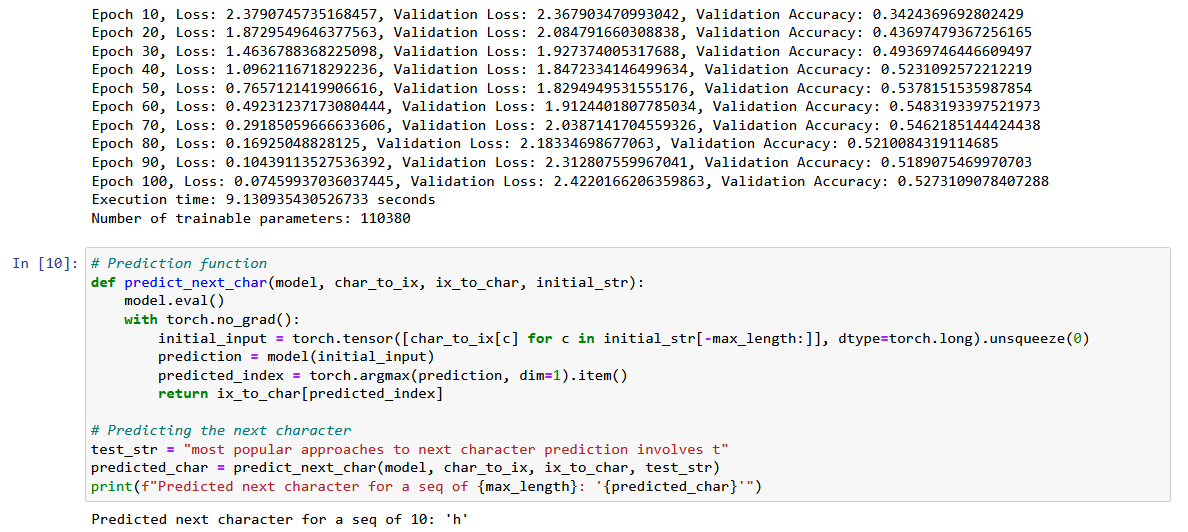 Epoch 10, Loss: 2.3790745735168457, Validation Loss: 2.367903470993042, Validation Accuracy: 0.3424369692802429
Epoch 20, Loss: 1.8729549646377563, Validation Loss: 2.084791660308838, Validation Accuracy: 0.43697479367256165
Epoch 30, Loss: 1.4636788368225098, Validation Loss: 1.927374005317688, Validation Accuracy: 0.49369746446609497
Epoch 40, Loss: 1.0962116718292236, Validation Loss: 1.8472334146499634, Validation Accuracy: 0.5231092572212219
Epoch 50, Loss: 0.7657121419906616, Validation Loss: 1.8294949531555176, Validation Accuracy: 0.5378151535987854
Epoch 60, Loss: 0.49231237173080444, Validation Loss: 1.9124401807785034, Validation Accuracy: 0.5483193397521973
Epoch 70, Loss: 0.29185059666633606, Validation Loss: 2.0387141704559326, Validation Accuracy: 0.5462185144424438
Epoch 80, Loss: 0.16925048828125, Validation Loss: 2.18334698677063, Validation Accuracy: 0.5210084319114685
Epoch 90, Loss: 0.10439113527536392, Validation Loss: 2.312807559967041, Validation Accuracy: 0.5189075469970703
Epoch 100, Loss: 0.07459937036037445, Validation Loss: 2.4220166206359863, Validation Accuracy: 0.5273109078407288
Execution time: 9.130935430526733 seconds
Number of trainable parameters: 110380
In [10]: # Prediction function
def predict_next_char(model, char_to_ix, ix_to_char, initial_str):
    model.eval()
    with torch.no_grad():
        initial_input = torch.tensor([char_to_ix[c] for c in initial_str[-max_length:]], dtype=torch.long).unsqueeze(0)
        prediction = model(initial_input)
        predicted_index = torch.argmax(prediction, dim=1).item()
        return ix_to_char[predicted_index]
# Predicting the next character
test_str = "most popular approaches to next character prediction involves t"
predicted_char = predict_next_char(model, char_to_ix, ix_to_char, test_str)
print(f"Predicted next character for a seq of {max_length}: '{predicted_char}'")
Predicted next character for a seq of 10: 'h'